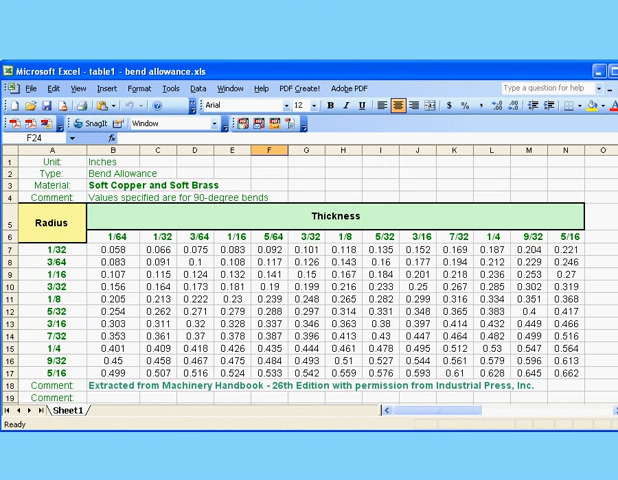 Microsoft Excel - table1 - bend allowance.xls
File Edit View Insert Format Tools Data Window Help PDF Create! Adobe PDF Type a question for help
Arial 12 B I U $ % ,
SnagIt Window
F24 fx
A B C D E F G H I J K L M N O
1 Unit: Inches
2 Type: Bend Allowance
3 Material: Soft Copper and Soft Brass
4 Comment: Values specified are for 90-degree bends
5 Radius Thickness
6 1/64 1/32 3/64 1/16 5/64 3/32 1/8 5/32 3/16 7/32 1/4 9/32 5/16
7 1/32 0.058 0.066 0.075 0.083 0.092 0.101 0.118 0.135 0.152 0.169 0.187 0.204 0.221
8 3/64 0.083 0.091 0.1 0.108 0.117 0.126 0.143 0.16 0.177 0.194 0.212 0.229 0.246
9 1/16 0.107 0.115 0.124 0.132 0.141 0.15 0.167 0.184 0.201 0.218 0.236 0.253 0.27
10 3/32 0.156 0.164 0.173 0.181 0.19 0.199 0.216 0.233 0.25 0.267 0.285 0.302 0.319
11 1/8 0.205 0.213 0.222 0.23 0.239 0.248 0.265 0.282 0.299 0.316 0.334 0.351 0.368
12 5/32 0.254 0.262 0.271 0.279 0.288 0.297 0.314 0.331 0.348 0.365 0.383 0.4 0.417
13 3/16 0.303 0.311 0.32 0.328 0.337 0.346 0.363 0.38 0.397 0.414 0.432 0.449 0.466
14 7/32 0.353 0.361 0.37 0.378 0.387 0.396 0.413 0.43 0.447 0.464 0.482 0.499 0.516
15 1/4 0.401 0.409 0.418 0.426 0.435 0.444 0.461 0.478 0.495 0.512 0.53 0.547 0.564
16 9/32 0.45 0.458 0.467 0.475 0.484 0.493 0.51 0.527 0.544 0.561 0.579 0.596 0.613
17 5/16 0.499 0.507 0.516 0.524 0.533 0.542 0.559 0.576 0.593 0.61 0.628 0.645 0.662
18 Comment: Extracted from Machinery Handbook - 26th Edition with permission from Industrial Press, Inc.
19 Comment:
Sheet1
Ready